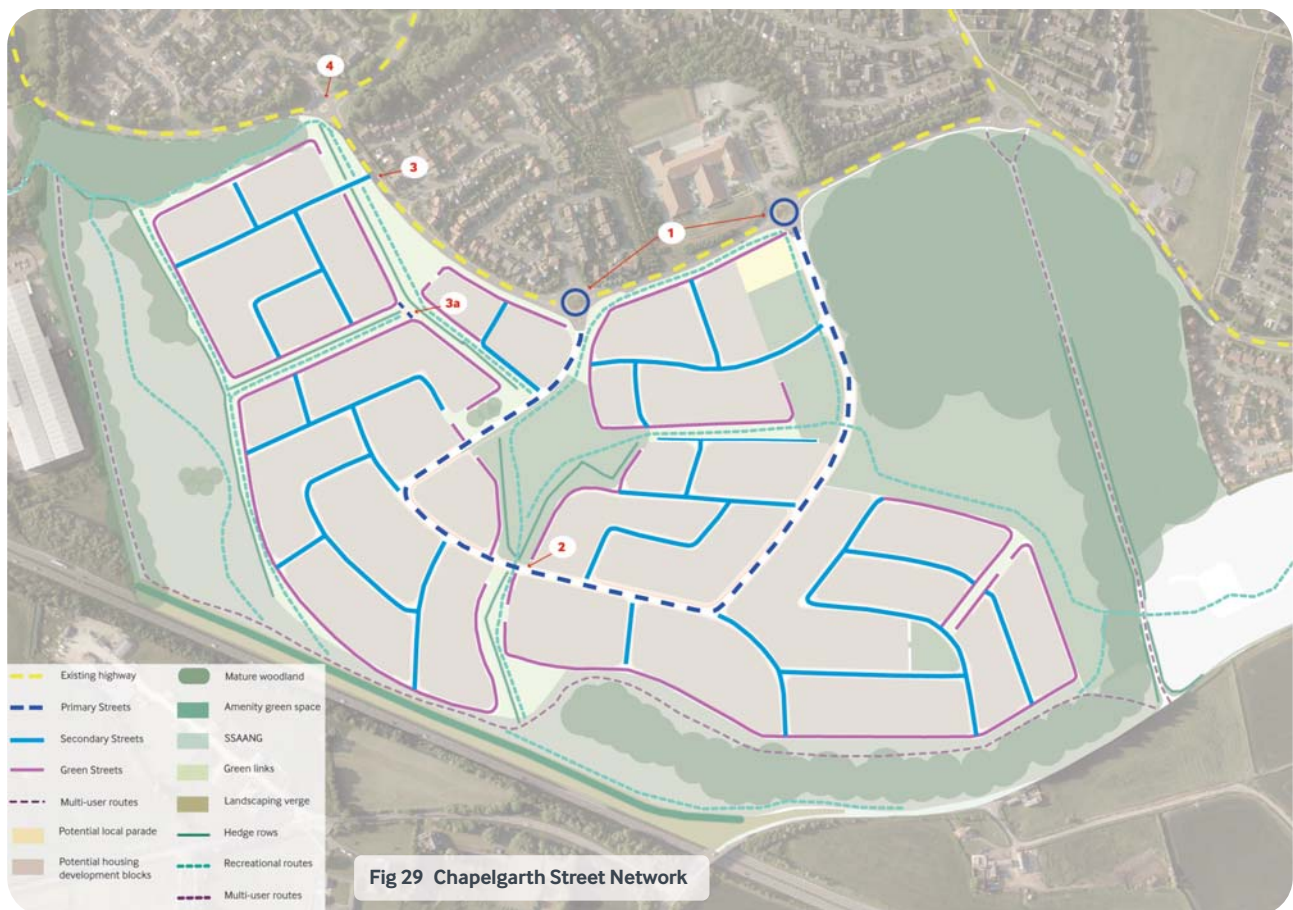 4
3
1
3a
2
Existing highway
Primary Streets
Secondary Streets
Green Streets
Multi-user routes
Potential local parade
Potential housing
development blocks
Mature woodland
Amenity green space
SSAANG
Green links
Landscaping verge
Hedge rows
Recreational routes
Multi-user routes
Fig 29 Chapelgarth Street Network